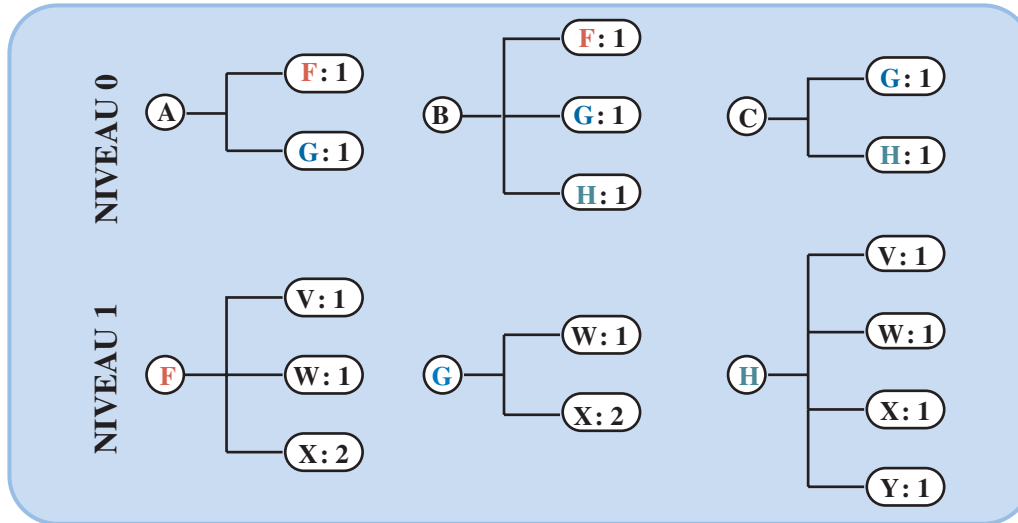 NIVEAU 0
A
F: 1
G: 1
B
F: 1
G: 1
H: 1
C
G: 1
H: 1
NIVEAU 1
F
V: 1
W: 1
X: 2
G
W: 1
X: 2
H
V: 1
W: 1
X: 1
Y: 1